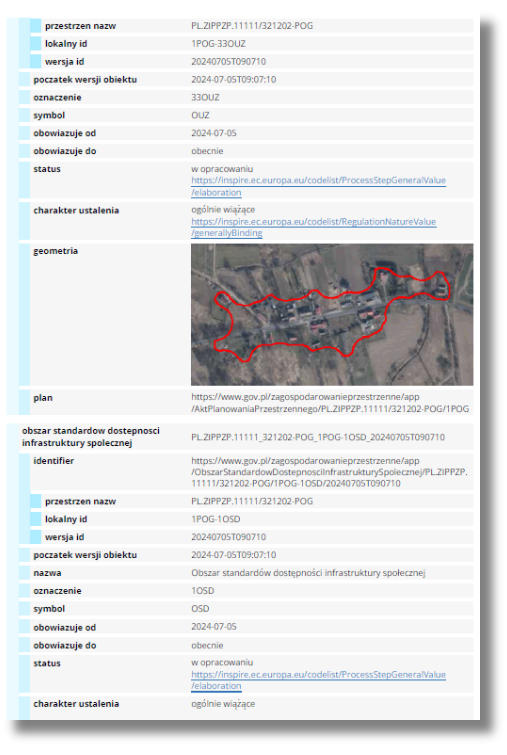 przestrzen nazw PL.ZIPPZP.11111/321202-POG
lokalny id 1POG-33OUZ
wersja id 20240705T090710
poczatek wersji obiektu 2024-07-05T09:07:10
oznaczenie 33OUZ
symbol OUZ
obowiazuje od 2024-07-05
obowiazuje do obecnie
status w opracowaniu
https://inspire.ec.europa.eu/codelist/ProcessStepGeneralValue
/elaboration
charakter ustalenia ogólnie wiążące
https://inspire.ec.europa.eu/codelist/RegulationNatureValue
/generallyBinding
geometria
plan https://www.gov.pl/zagospodarowanieprzestrzenne/app
/AktPlanowaniaPrzestrzennego/PL.ZIPPZP.11111/321202-POG/1POG
obszar standardow dostepnosci
infrastruktury spolecznej PL.ZIPPZP.11111_321202-POG_1POG-1OSD_20240705T090710
identifier https://www.gov.pl/zagospodarowanieprzestrzenne/app
/ObszarStandardowDostepnosciInfrastrukturySpolecznej/PL.ZIPPZP.
11111/321202-POG/1POG-1OSD/20240705T090710
przestrzen nazw PL.ZIPPZP.11111/321202-POG
lokalny id 1POG-1OSD
wersja id 20240705T090710
poczatek wersji obiektu 2024-07-05T09:07:10
nazwa Obszar standardów dostępności infrastruktury społecznej
oznaczenie 1OSD
symbol OSD
obowiazuje od 2024-07-05
obowiazuje do obecnie
status w opracowaniu
https://inspire.ec.europa.eu/codelist/ProcessStepGeneralValue
/elaboration
charakter ustalenia ogólnie wiążące